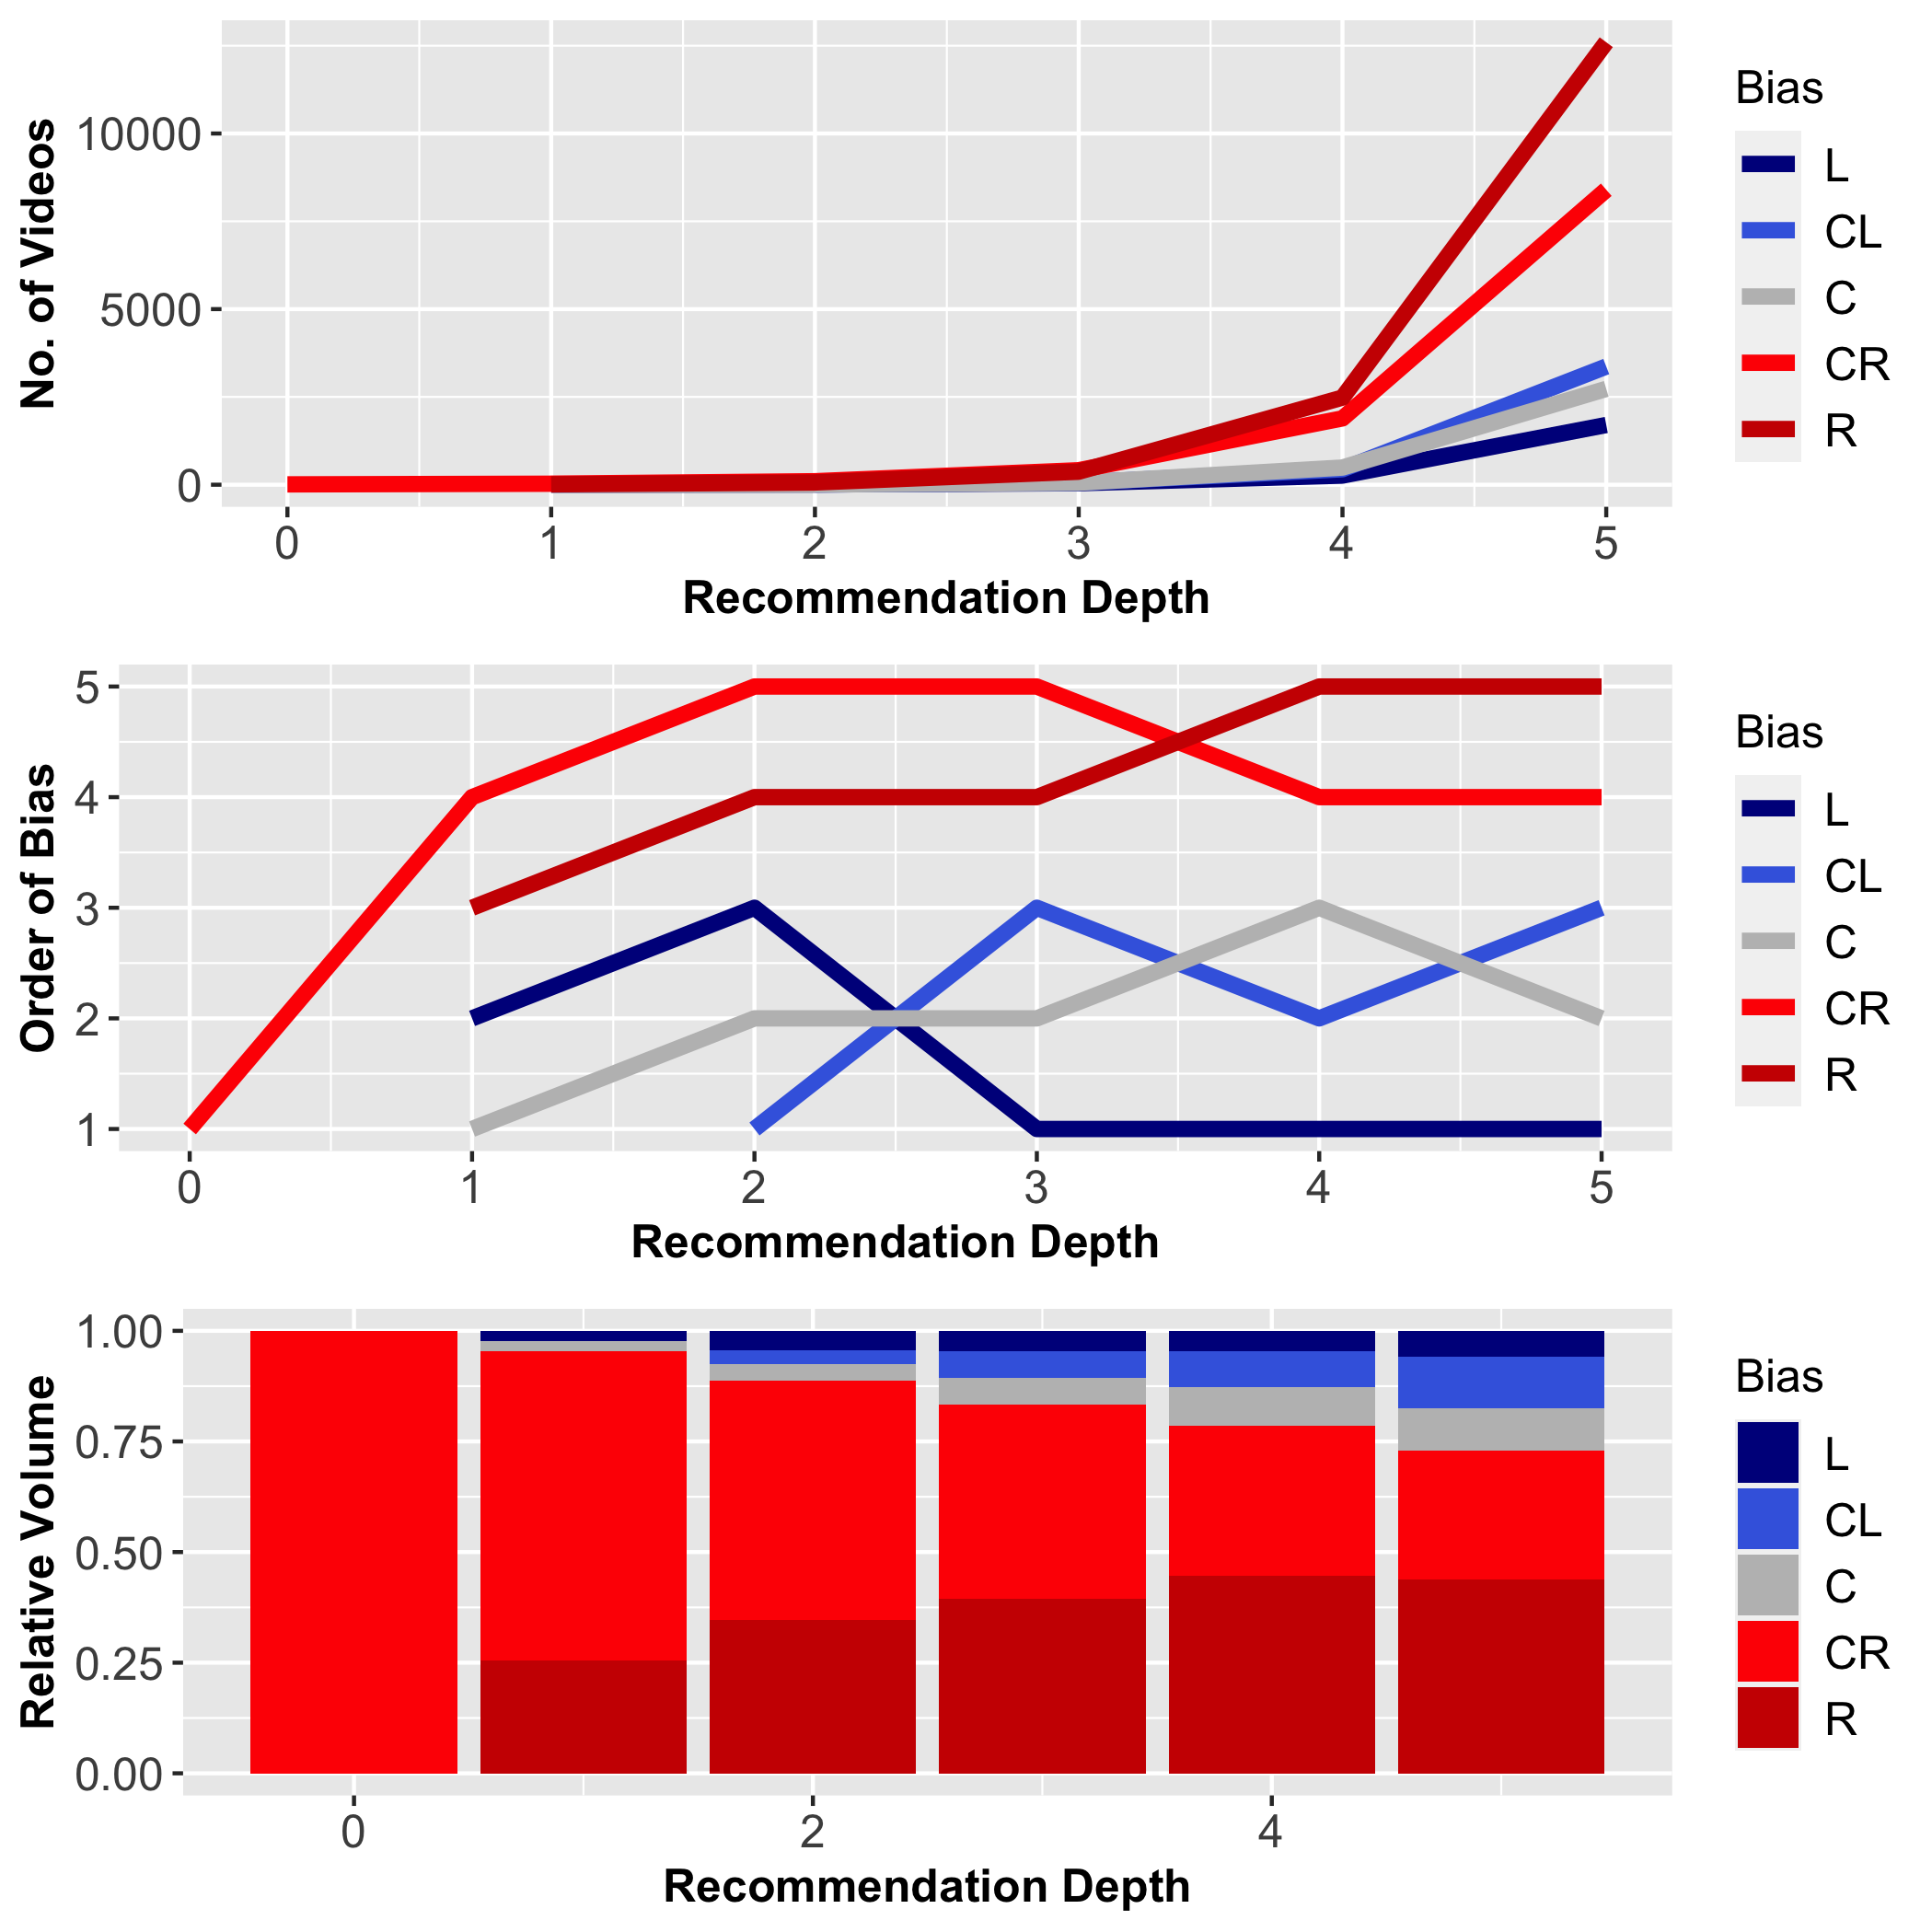 No. of Videos
10000
5000
0
0 1 2 3 4 5
Recommendation Depth
Bias
L
CL
C
CR
R
Order of Bias
5
4
3
2
1
0 1 2 3 4 5
Recommendation Depth
Bias
L
CL
C
CR
R
Relative Volume
1.00
0.75
0.50
0.25
0.00
0 2 4
Recommendation Depth
Bias
L
CL
C
CR
R